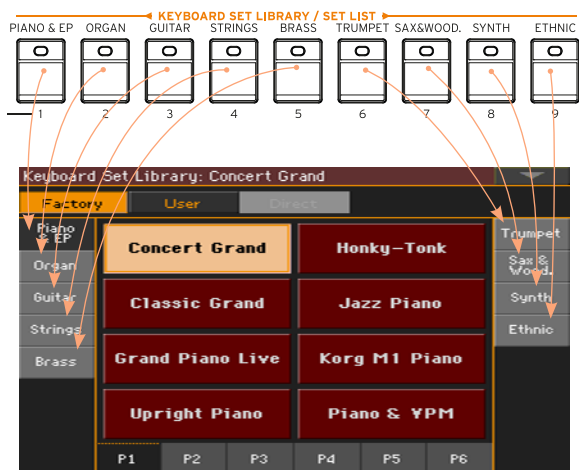 KEYBOARD SET LIBRARY / SET LIST
PIANO & EP ORGAN GUITAR STRINGS BRASS TRUMPET SAX&WOOD. SYNTH ETHNIC
1 2 3 4 5 6 7 8 9
Keyboard Set Library: Concert Grand
Factory User Direct
Piano & EP
Organ
Guitar
Strings
Brass
Concert Grand Honky-Tonk
Classic Grand Jazz Piano
Grand Piano Live Korg M1 Piano
Upright Piano Piano & VPM
Trumpet
Sax & Wood.
Synth
Ethnic
P1 P2 P3 P4 P5 P6